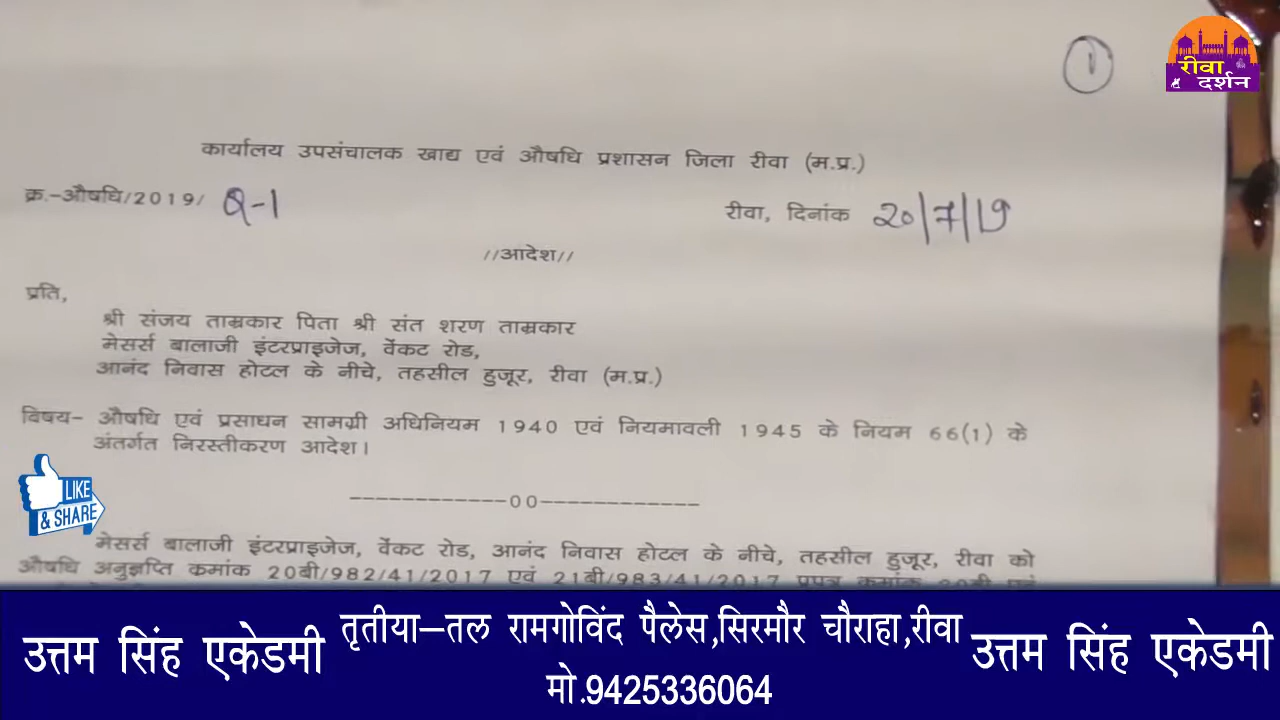 1
रीवा
दर्शन
कार्यालय उपसंचालक खाद्य एवं औषधि प्रशासन जिला रीवा (म.प्र.)
क्र.-औषधि/2019/ Q-1
रीवा, दिनांक 20/7/19
//आदेश//
प्रति,
श्री संजय ताम्रकार पिता श्री संत शरण ताम्रकार
मेसर्स बालाजी इंटरप्राइजेज, वेंकट रोड,
आनंद निवास होटल के नीचे, तहसील हुजूर, रीवा (म.प्र.)
विषय- औषधि एवं प्रसाधन सामग्री अधिनियम 1940 एवं नियमावली 1945 के नियम 66(1) के
अंतर्गत निरस्तीकरण आदेश।
------------00------------
LIKE
& SHARE
मेसर्स बालाजी इंटरप्राइजेज, वेंकट रोड, आनंद निवास होटल के नीचे, तहसील हुजूर, रीवा को
औषधि अनुज्ञप्ति कमांक 20बी/982/41/2017 एवं 21बी/983/41/2017 प्रपत्र कमांक
उत्तम सिंह एकेडमी
तृतीया–तल रामगोविंद पैलेस,सिरमौर चौराहा,रीवा
मो.9425336064
उत्तम सिंह एकेडमी